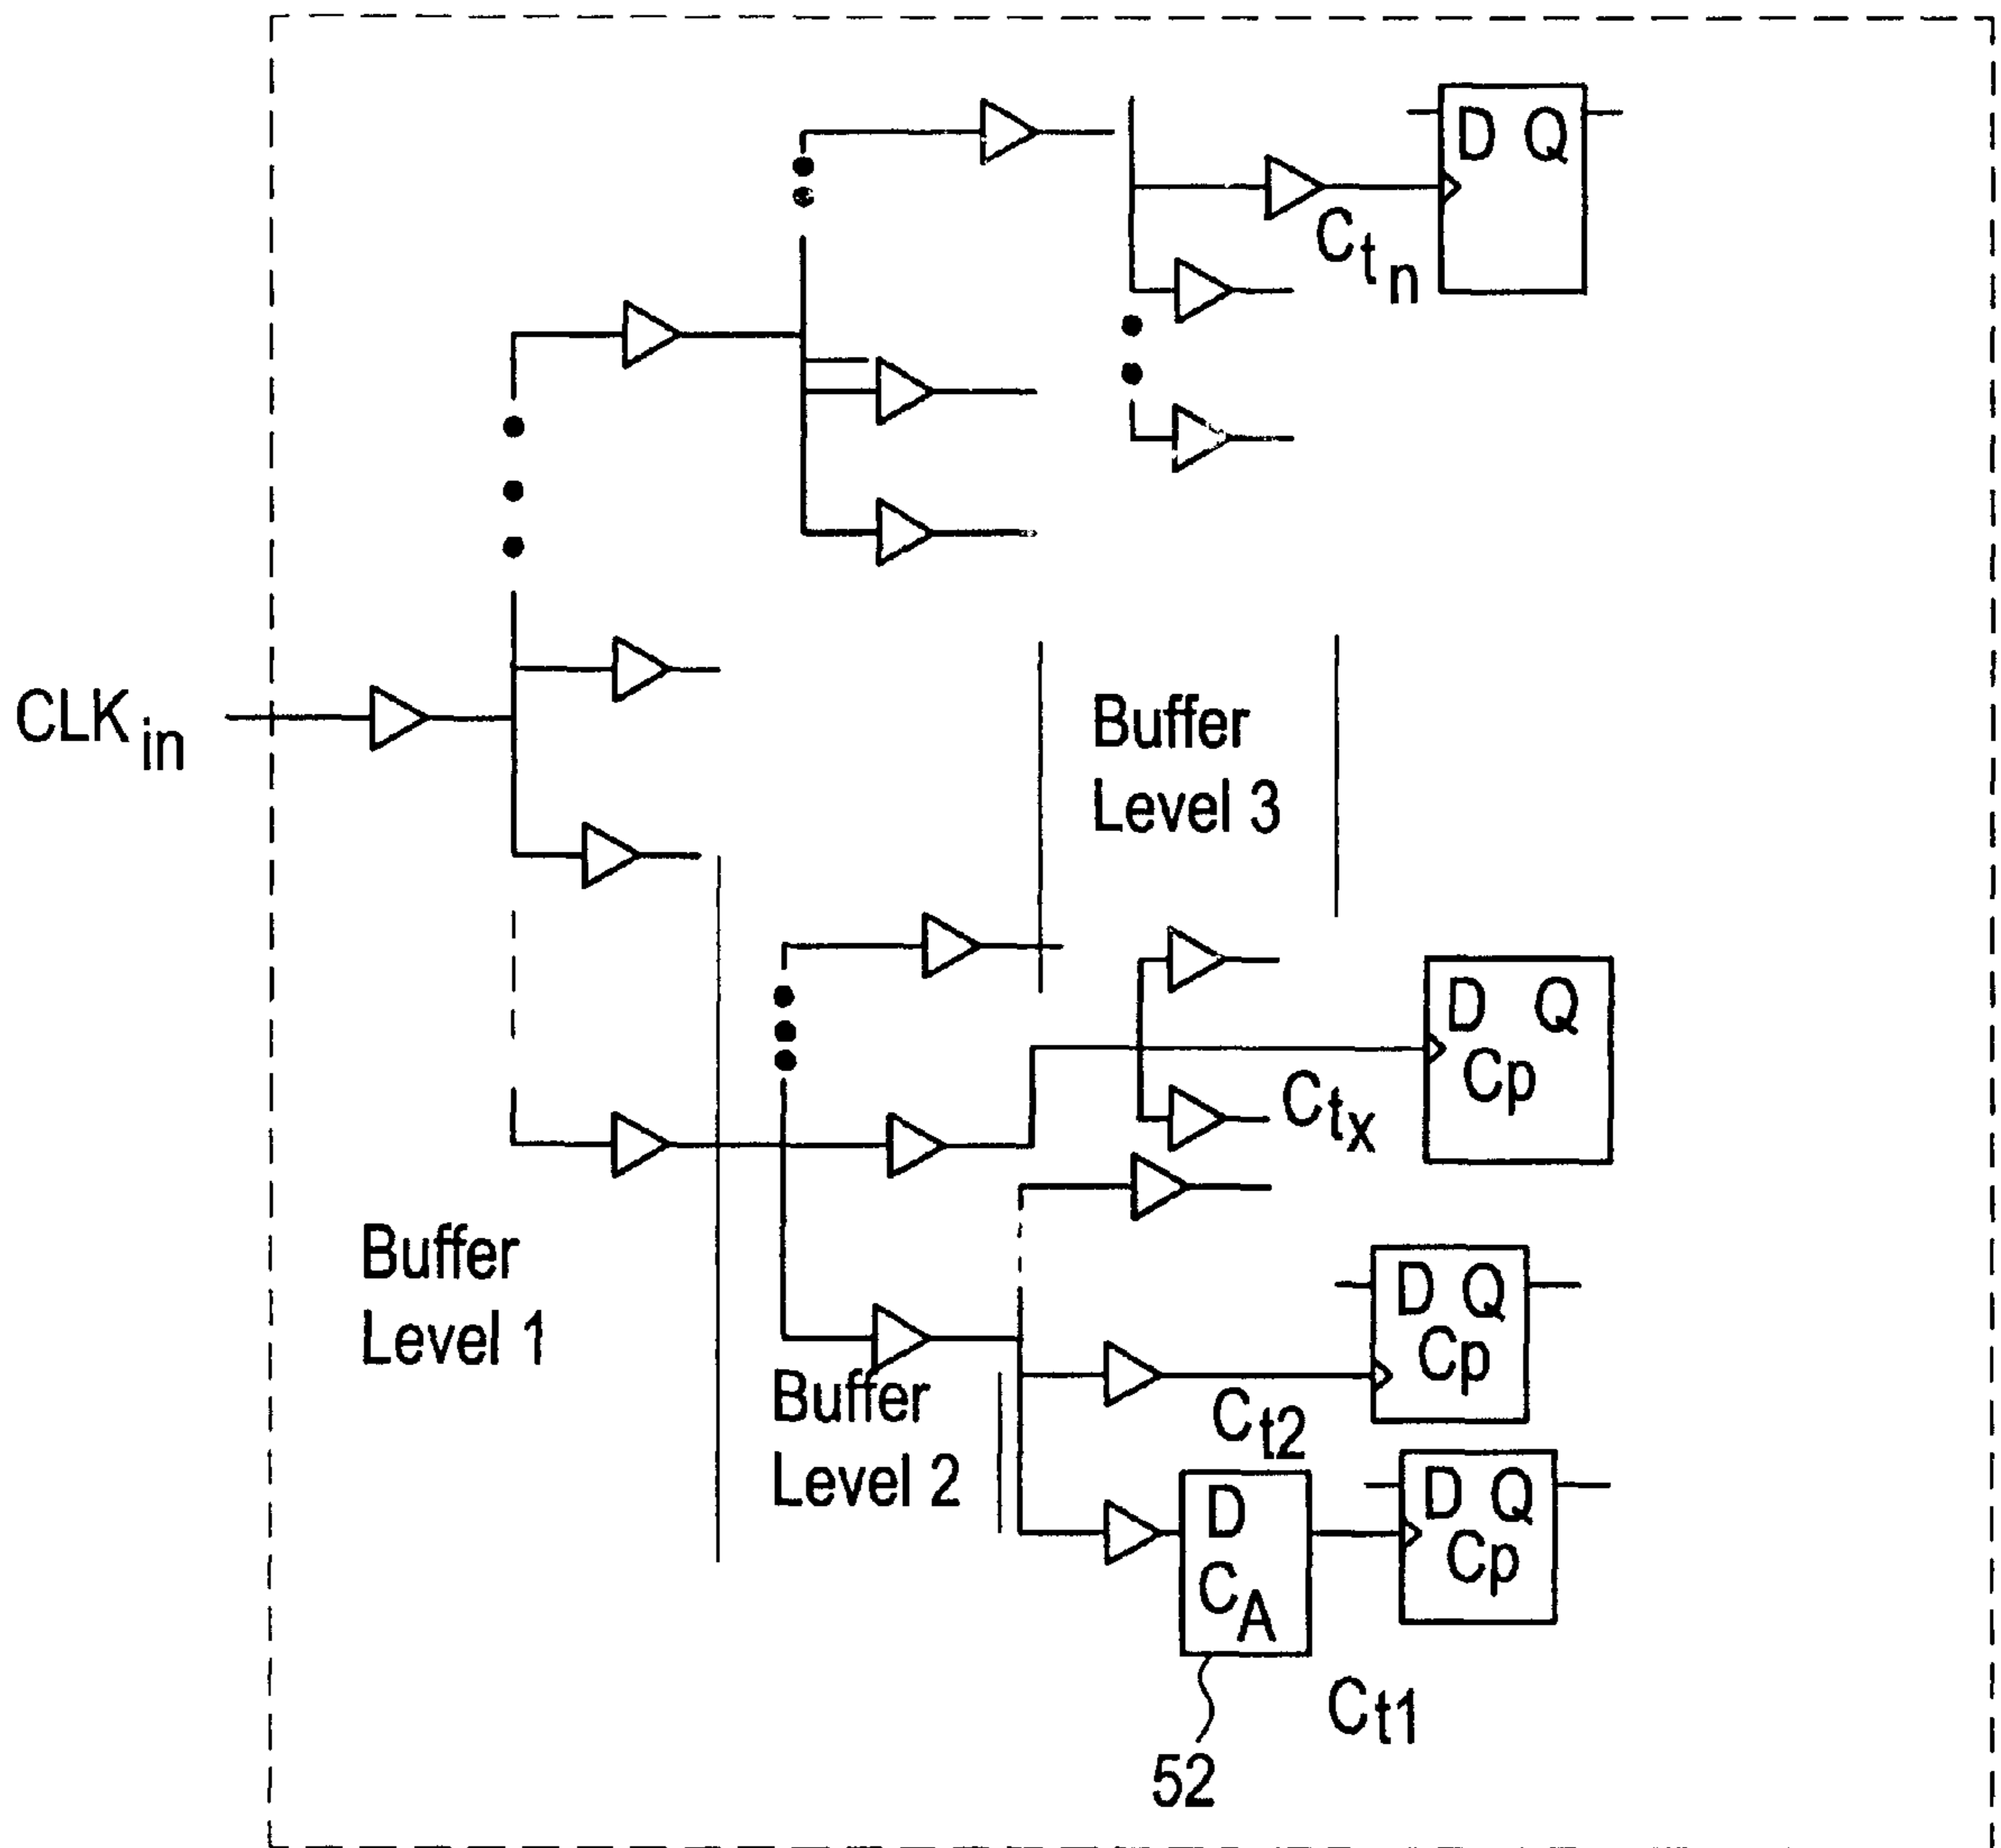 D Q
Ctn
CLKin
Buffer
Level 3
D Q
Cp
Ctx
Buffer
Level 1
D Q
Cp
Buffer
Level 2
Ct2
D Q
Cp
D
CA
Ct1
52